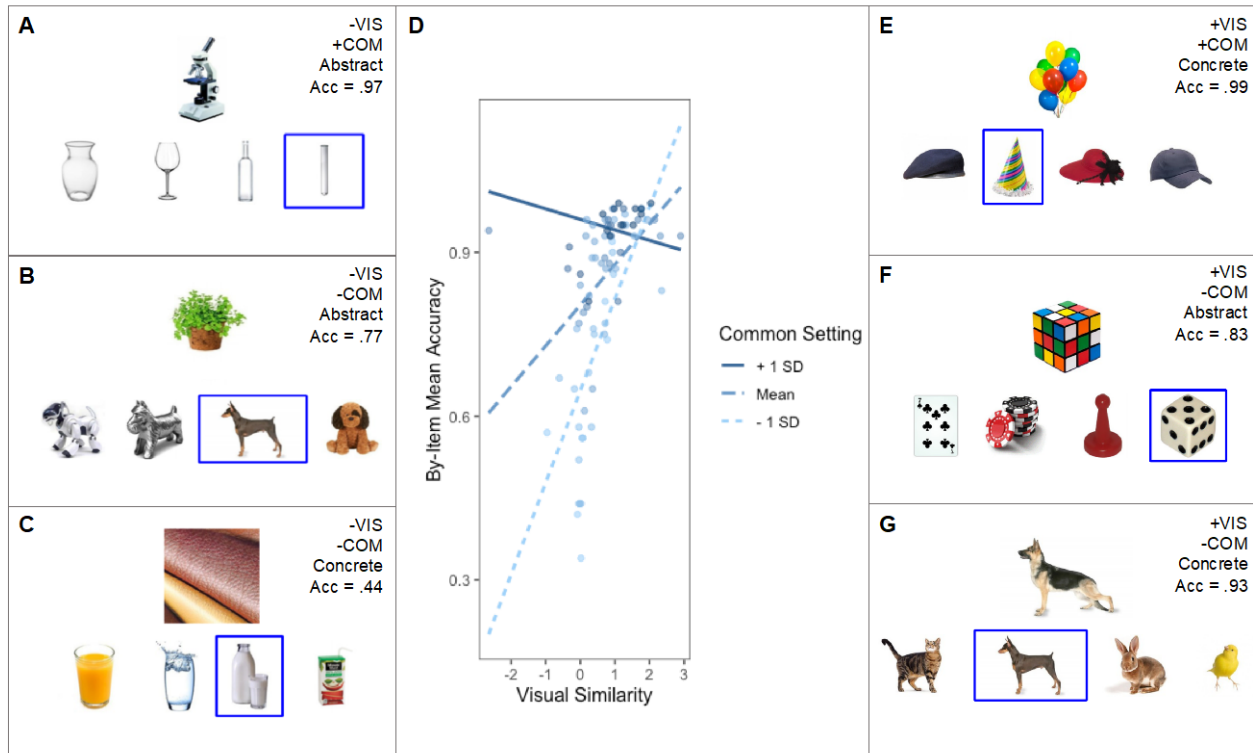 A
-VIS
+COM
Abstract
Acc = .97
B
-VIS
-COM
Abstract
Acc = .77
C
-VIS
-COM
Concrete
Acc = .44
D
By-Item Mean Accuracy
0.9
0.6
0.3
-2
-1
0
1
2
3
Visual Similarity
Common Setting
+ 1 SD
Mean
- 1 SD
E
+VIS
+COM
Concrete
Acc = .99
F
+VIS
-COM
Abstract
Acc = .83
7
G
+VIS
-COM
Concrete
Acc = .93